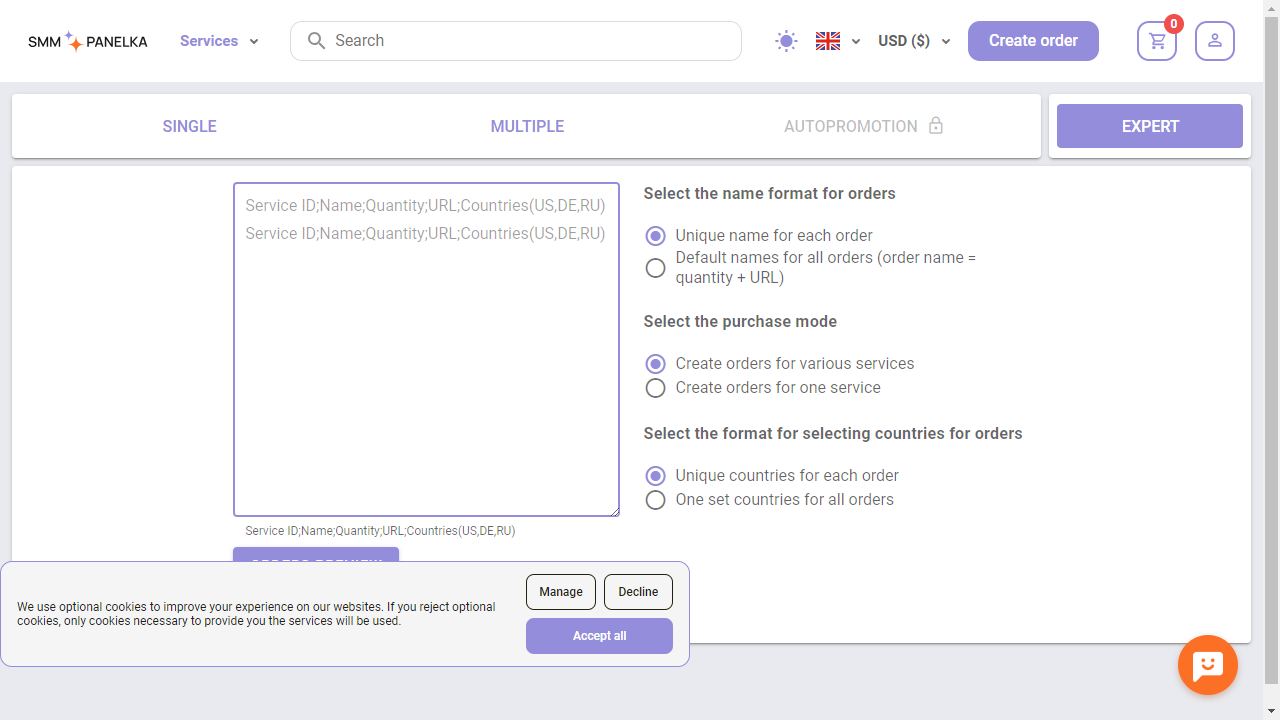 SMM PANELKA
Services
Search
USD ($)
Create order
0
SINGLE
MULTIPLE
AUTOPROMOTION
EXPERT
Service ID;Name;Quantity;URL;Countries(US,DE,RU)
Service ID;Name;Quantity;URL;Countries(US,DE,RU)
Service ID;Name;Quantity;URL;Countries(US,DE,RU)
Select the name format for orders
Unique name for each order
Default names for all orders (order name =
quantity + URL)
Select the purchase mode
Create orders for various services
Create orders for one service
Select the format for selecting countries for orders
Unique countries for each order
One set countries for all orders
We use optional cookies to improve your experience on our websites. If you reject optional
cookies, only cookies necessary to provide you the services will be used.
Manage
Decline
Accept all